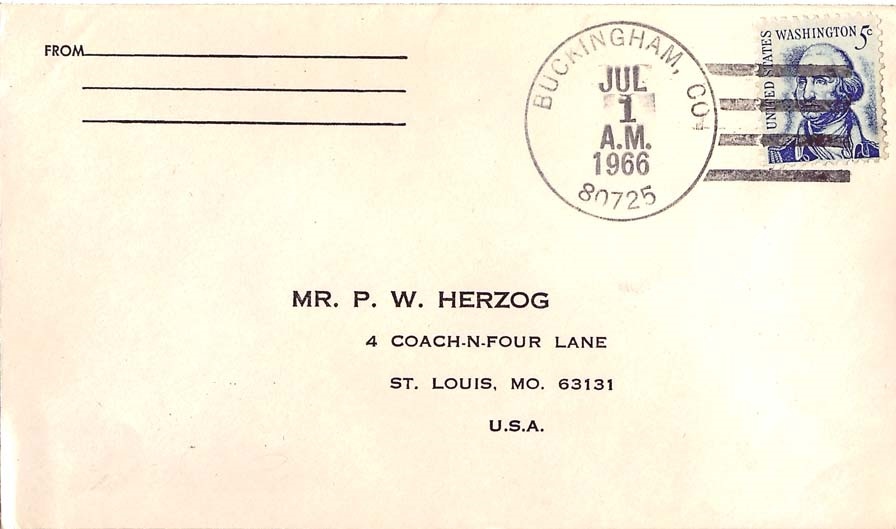 FROM
BUCKINGHAM, COL
JUL
1
A.M.
1966
80725
UNITED STATES
WASHINGTON 5c
MR. P. W. HERZOG
4 COACH-N-FOUR LANE
ST. LOUIS, MO. 63131
U.S.A.